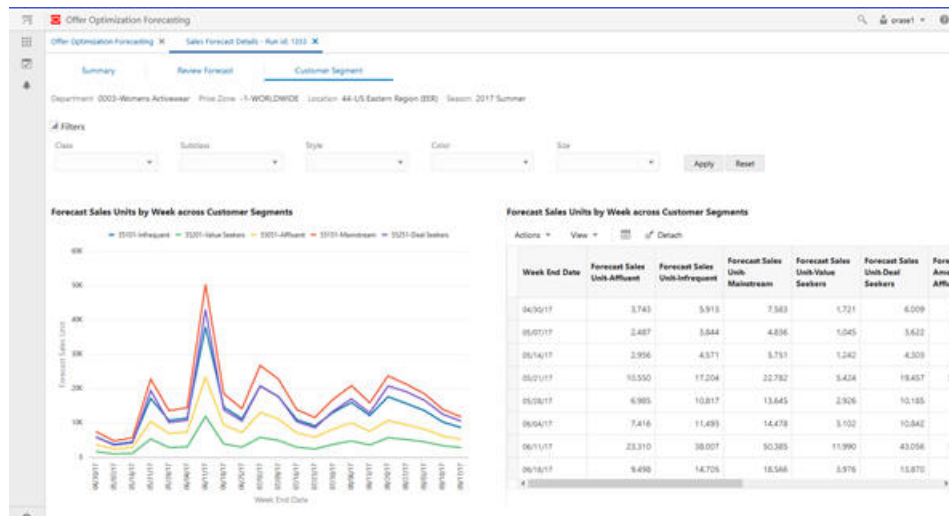 Offer Optimization Forecasting
orase1
Offer Optimization Forecasting
Sales Forecast Details - Run id: 1353
Summary
Review Forecast
Customer Segment
Department 0003-Womens Activewear Price Zone -1-WORLDWIDE Location 44-US Eastern Region (EER) Season 2017 Summer
Filters
Class Subclass Style Color Size
Apply Reset
Forecast Sales Units by Week across Customer Segments
Infrequent
Value Seekers
Affluent
Mainstream
Deal Seekers
60K
50K
40K
30K
20K
10K
0
Forecast Sales Unit
Week End Date
Forecast Sales Units by Week across Customer Segments
Actions View Detach
Week End Date
Forecast Sales Unit-Affluent
Forecast Sales Unit-Infrequent
Forecast Sales Unit-Mainstream
Forecast Sales Unit-Value Seekers
Forecast Sales Unit-Deal Seekers
04/30/17 3,743 5,913 7,583 1,721 6,009
05/07/17 2,487 3,844 4,836 1,045 3,622
05/14/17 2,956 4,571 5,751 1,242 4,303
05/21/17 10,550 17,204 22,782 5,424 19,457
05/28/17 6,985 10,817 13,645 2,926 10,185
06/04/17 7,416 11,493 14,478 3,102 10,842
06/11/17 23,310 38,007 50,385 11,990 43,056
06/18/17 9,498 14,705 18,546 3,976 13,870